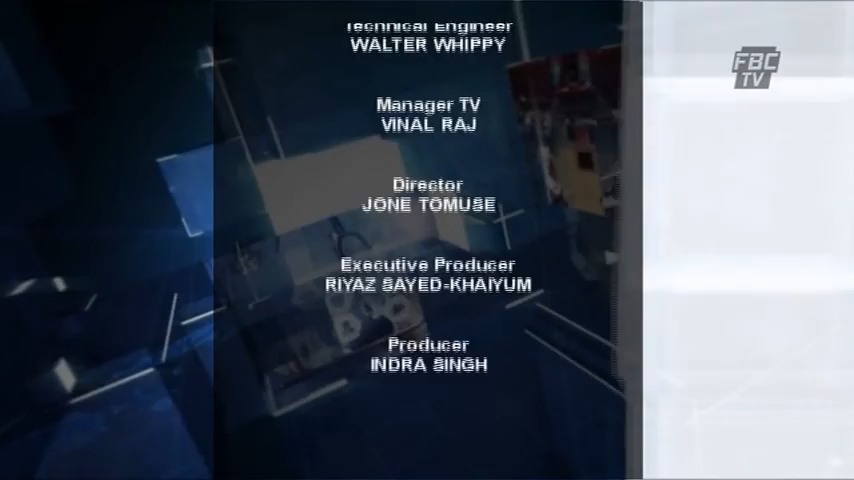 Technical Engineer
WALTER WHIPPY
FBC
TV
Manager TV
VINAL RAJ
Director
JONE TOMUSE
Executive Producer
RIYAZ SAYED-KHAIYUM
Producer
INDRA SINGH